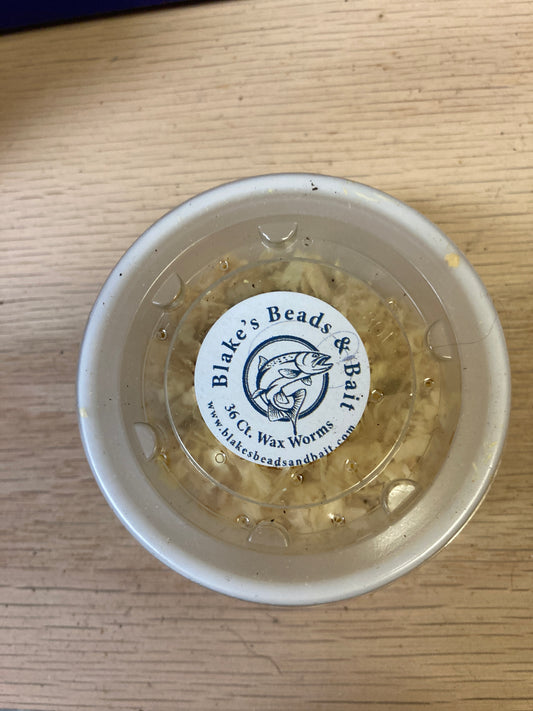 Blake's Beads & Bait
36 Ct. Wax Worms
www.blakesbeadsandbait.com